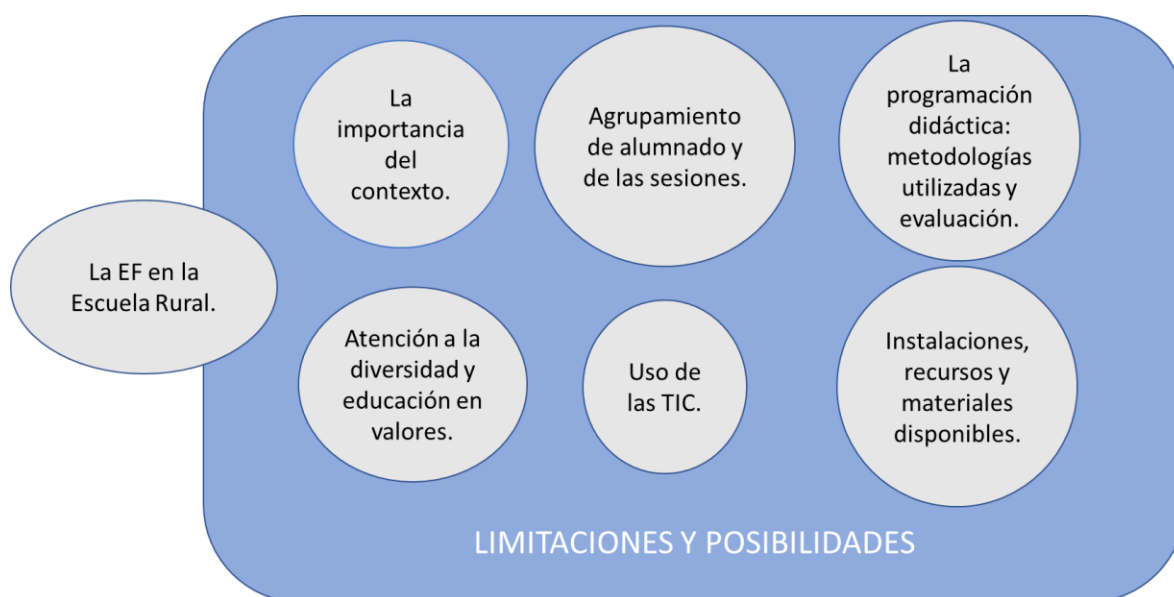 La EF en la
Escuela Rural.
La
importancia
del
contexto.
Agrupamiento
de alumnado y
de las sesiones.
La
programación
didáctica:
metodologías
utilizadas y
evaluación.
Atención a la
diversidad y
educación en
valores.
Uso de
las TIC.
Instalaciones,
recursos y
materiales
disponibles.
LIMITACIONES Y POSIBILIDADES